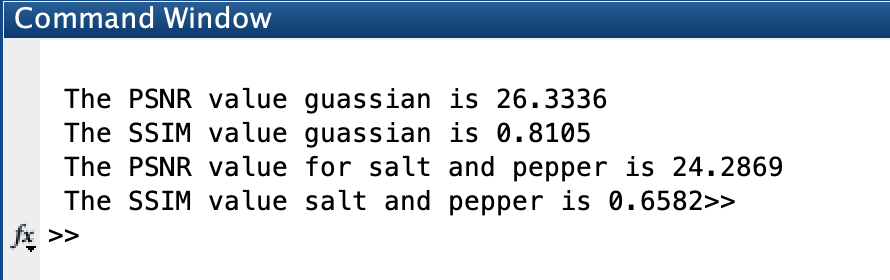 Command Window
The PSNR value guassian is 26.3336
The SSIM value guassian is 0.8105
The PSNR value for salt and pepper is 24.2869
The SSIM value salt and pepper is 0.6582>>
fx >>